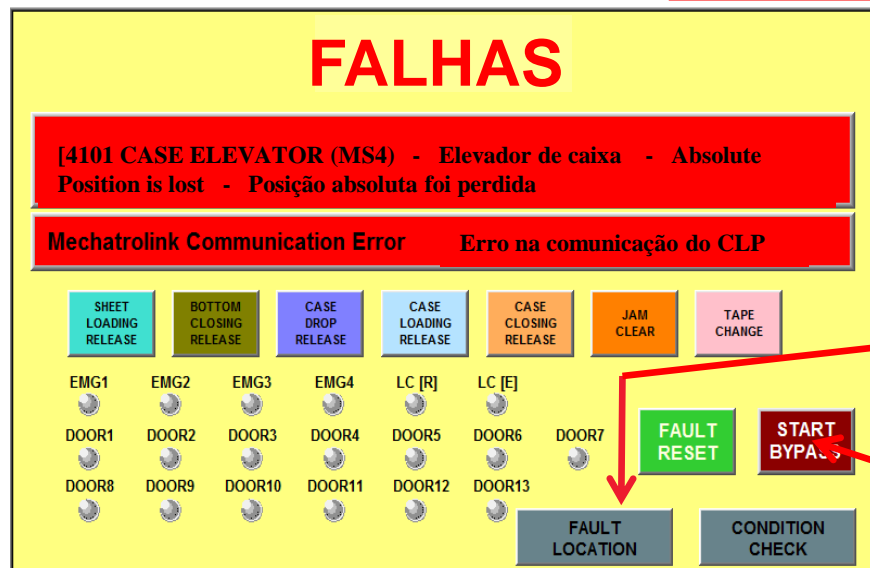 FALHAS
[4101 CASE ELEVATOR (MS4) - Elevador de caixa - Absolute
Position is lost - Posição absoluta foi perdida
Mechatrolink Communication Error Erro na comunicação do CLP
SHEET LOADING RELEASE
BOTTOM CLOSING RELEASE
CASE DROP RELEASE
CASE LOADING RELEASE
CASE CLOSING RELEASE
JAM CLEAR
TAPE CHANGE
EMG1 EMG2 EMG3 EMG4 LC [R] LC [E]
DOOR1 DOOR2 DOOR3 DOOR4 DOOR5 DOOR6 DOOR7
FAULT RESET
START BYPASS
DOOR8 DOOR9 DOOR10 DOOR11 DOOR12 DOOR13
FAULT LOCATION
CONDITION CHECK